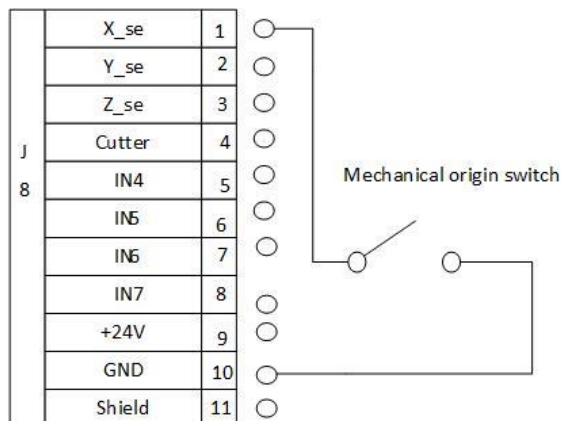 X_se 1
Y_se 2
Z_se 3
Cutter 4
J
8
IN4 5
Mechanical origin switch
IN5 6
IN6 7
IN7 8
+24V 9
GND 10
Shield 11